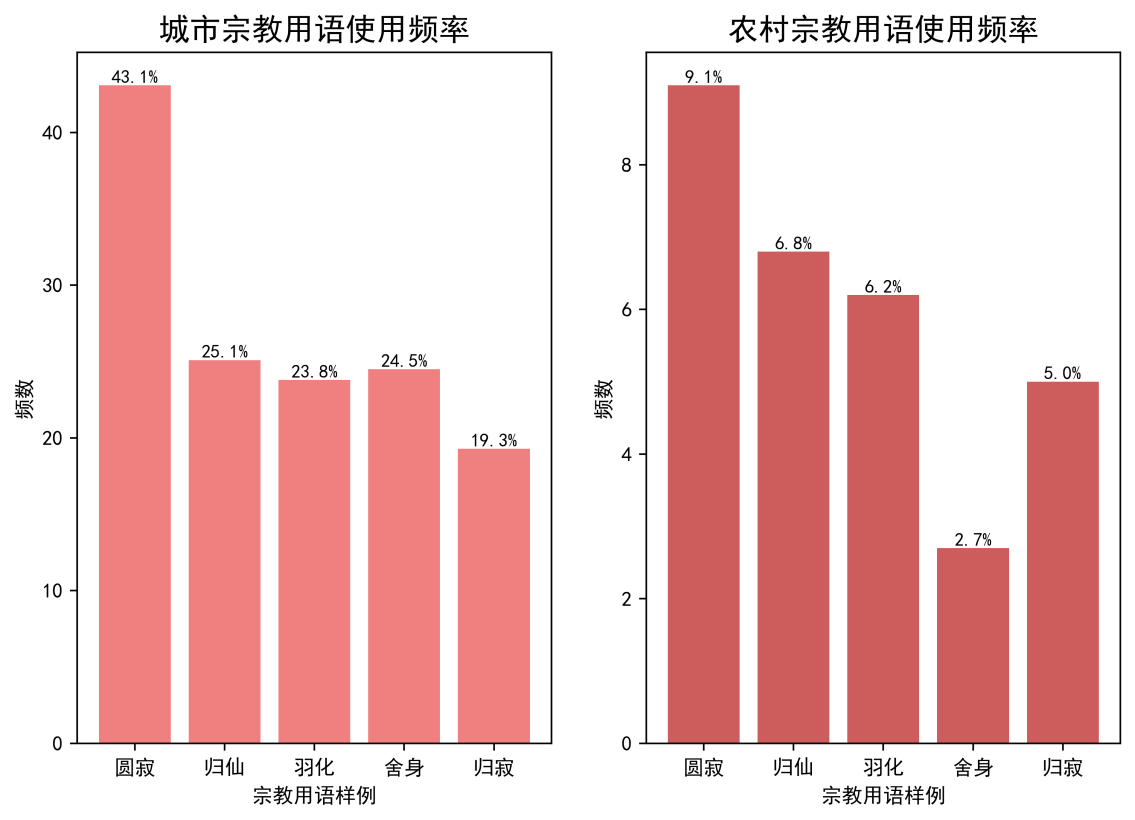 城市宗教用语使用频率
43.1%
25.1%
23.8%
24.5%
19.3%
40
30
20
10
0
频数
圆寂 归仙 羽化 舍身 归寂
宗教用语样例
农村宗教用语使用频率
9.1%
6.8%
6.2%
2.7%
5.0%
8
6
4
2
0
频数
圆寂 归仙 羽化 舍身 归寂
宗教用语样例